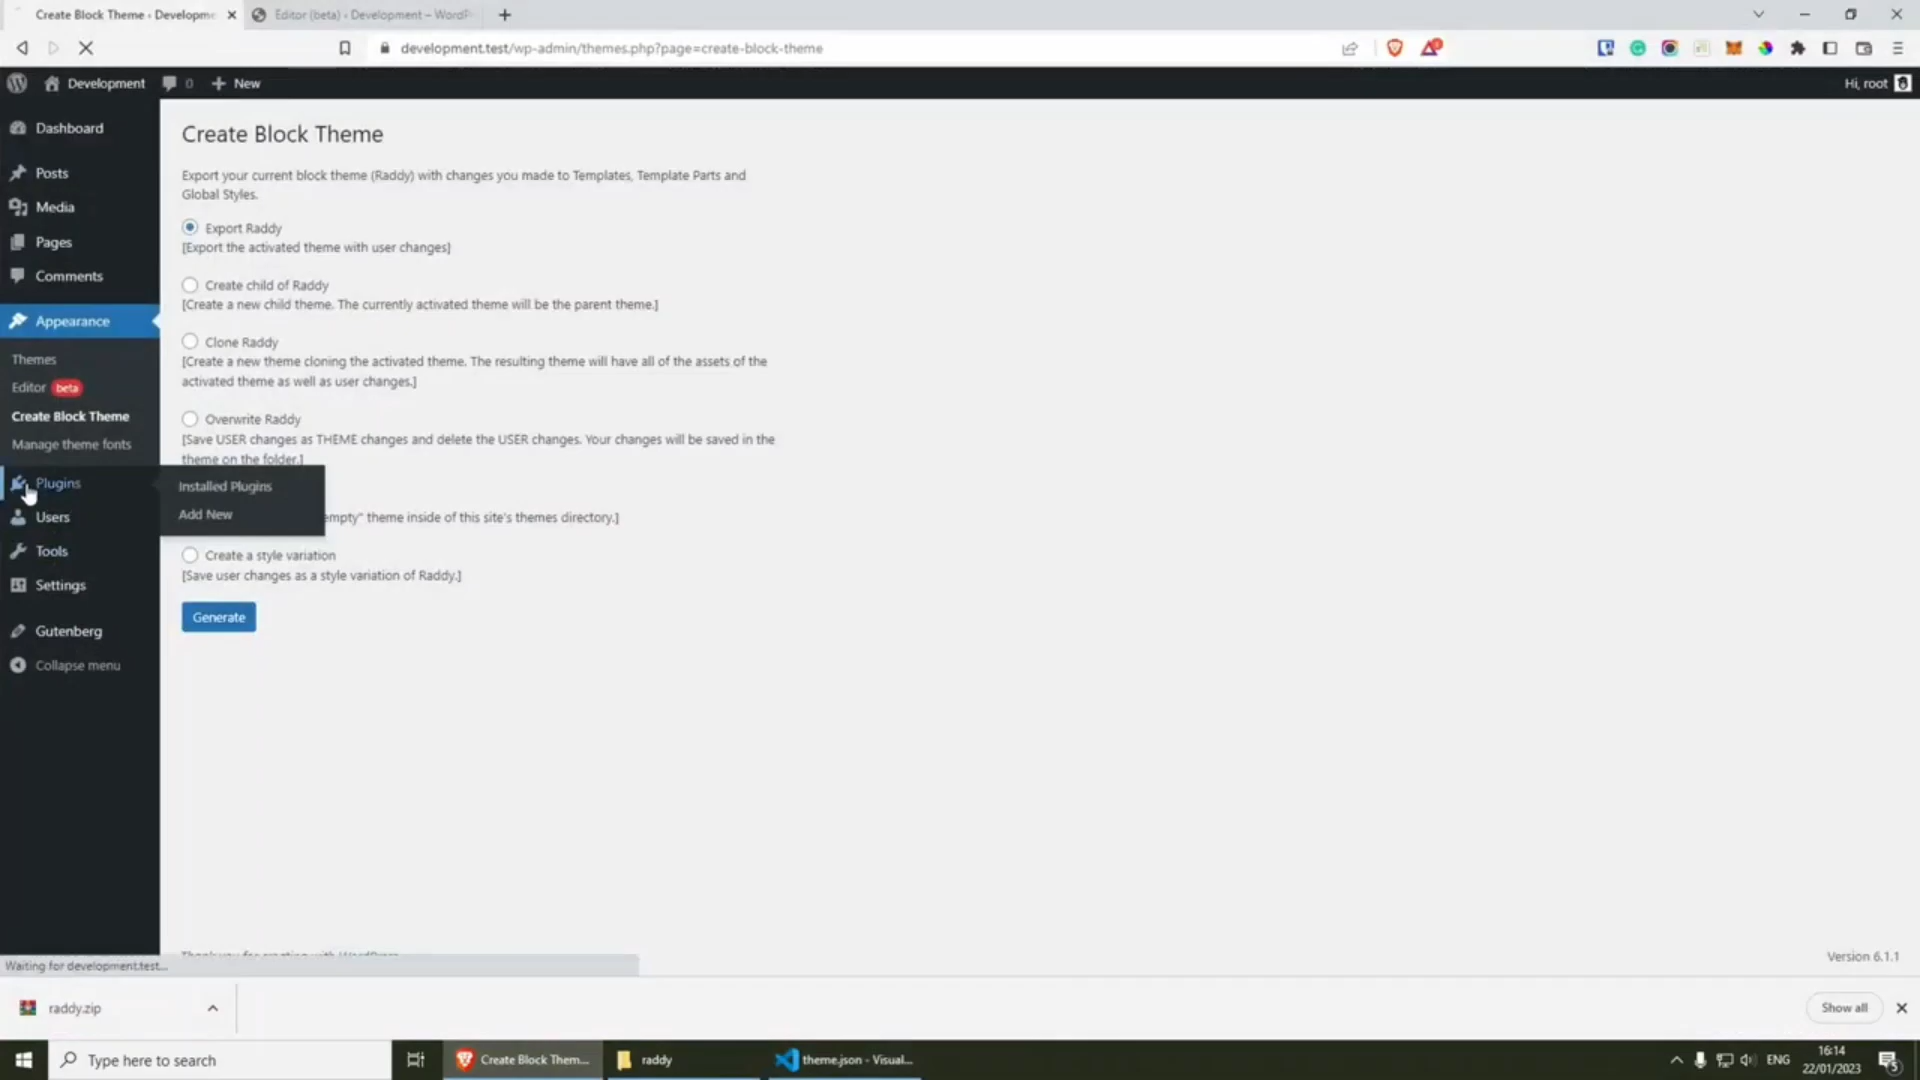 Create Block Theme ‹ Developme
Editor (beta) ‹ Development — WordP
development.test/wp-admin/themes.php?page=create-block-theme
Development
0
New
Hi, root
Dashboard
Posts
Media
Pages
Comments
Appearance
Themes
Editor beta
Create Block Theme
Manage theme fonts
Plugins
Users
Tools
Settings
Gutenberg
Collapse menu
Installed Plugins
Add New
Create Block Theme
Export your current block theme (Raddy) with changes you made to Templates, Template Parts and
Global Styles.
Export Raddy
[Export the activated theme with user changes]
Create child of Raddy
[Create a new child theme. The currently activated theme will be the parent theme.]
Clone Raddy
[Create a new theme cloning the activated theme. The resulting theme will have all of the assets of the
activated theme as well as user changes.]
Overwrite Raddy
[Save USER changes as THEME changes and delete the USER changes. Your changes will be saved in the
theme on the folder.]
empty" theme inside of this site's themes directory.]
Create a style variation
[Save user changes as a style variation of Raddy.]
Generate
Thank you for creating with WordPress
Version 6.1.1
Waiting for development.test...
raddy.zip
Show all
Type here to search
Create Block Them...
raddy
theme.json - Visual...
ENG
16:14
22/01/2023
5